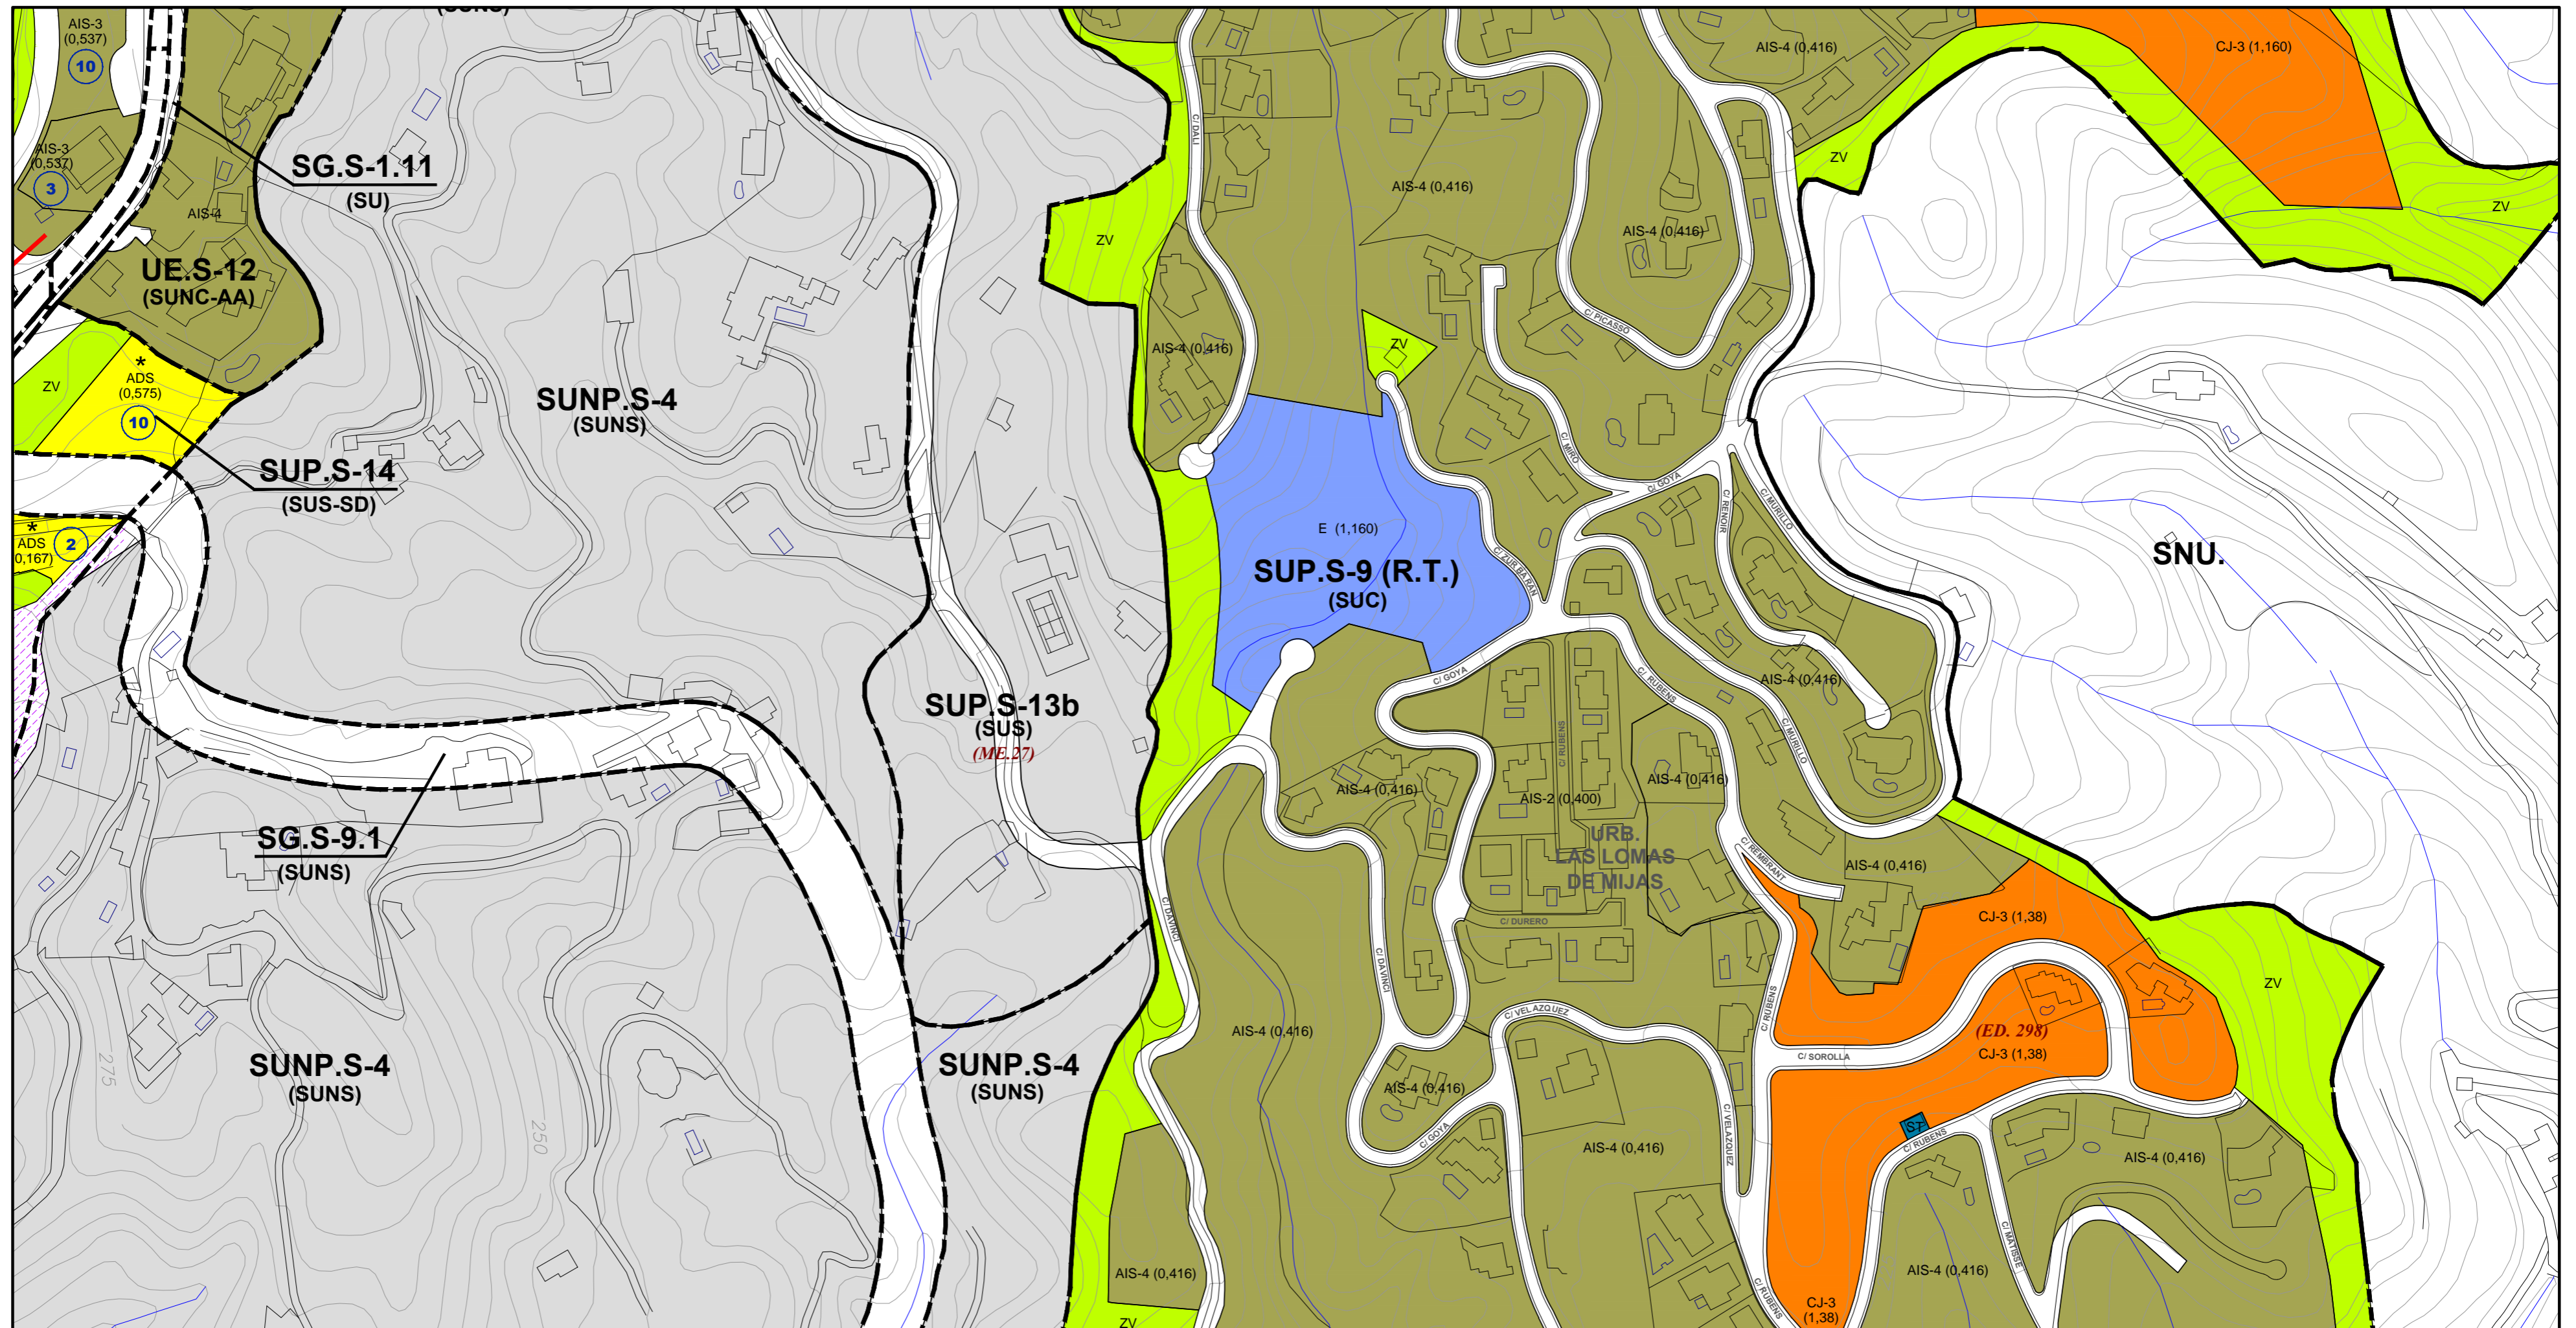 AIS-3
(0,537)
10
AIS-3
(0,537)
3
SG.S-1.11
(SU)
AIS-4
UE.S-12
(SUNC-AA)
ZV
*
ADS
(0,575)
10
SUP.S-14
(SUS-SD)
*
ADS
0,167)
2
SUNP.S-4
(SUNS)
SUP.S-13b
(SUS)
(ME.27)
SG.S-9.1
(SUNS)
SUNP.S-4
(SUNS)
275
250
SUNP.S-4
(SUNS)
C/ DALI
ZV
AIS-4 (0,416)
AIS-4 (0,416)
AIS-4 (0,416)
AIS-4 (0,416)
CJ-3 (1,160)
ZV
ZV
C/ PICASSO
ZV
C/ MIRO
C/ GOYA
C/ RENOIR
C/ MURILLO
E (1,160)
SUP.S-9 (R.T.)
(SUC)
C/ ZURBARAN
SNU.
C/ GOYA
C/ RUBENS
AIS-4 (0,416)
C/ MURILLO
C/ RUBENS
AIS-4 (0,416)
AIS-2 (0,400)
AIS-4 (0,416)
URB.
LAS LOMAS
DE MIJAS
C/ REMBRANT
AIS-4 (0,416)
C/ DURERO
C/ DAVINCI
C/ DAVINCI
CJ-3 (1,38)
ZV
C/ RUBENS
C/ VELAZQUEZ
AIS-4 (0,416)
(ED. 298)
CJ-3 (1,38)
C/ SOROLLA
AIS-4 (0,416)
C/ GOYA
C/ VELAZQUEZ
S.T
C/ RUBENS
AIS-4 (0,416)
AIS-4 (0,416)
C/ MATISSE
AIS-4 (0,416)
AIS-4 (0,416)
C/ RUBENS
CJ-3
(1,38)
ZV